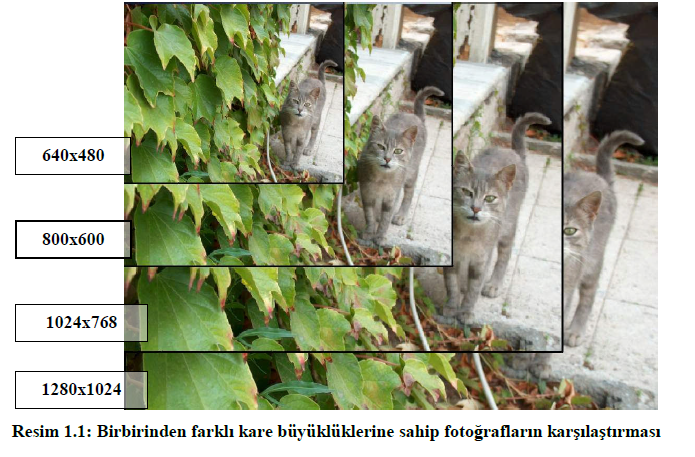 640x480
800x600
1024x768
1280x1024
Resim 1.1: Birbirinden farklı kare büyüklüklerine sahip fotoğrafların karşılaştırması